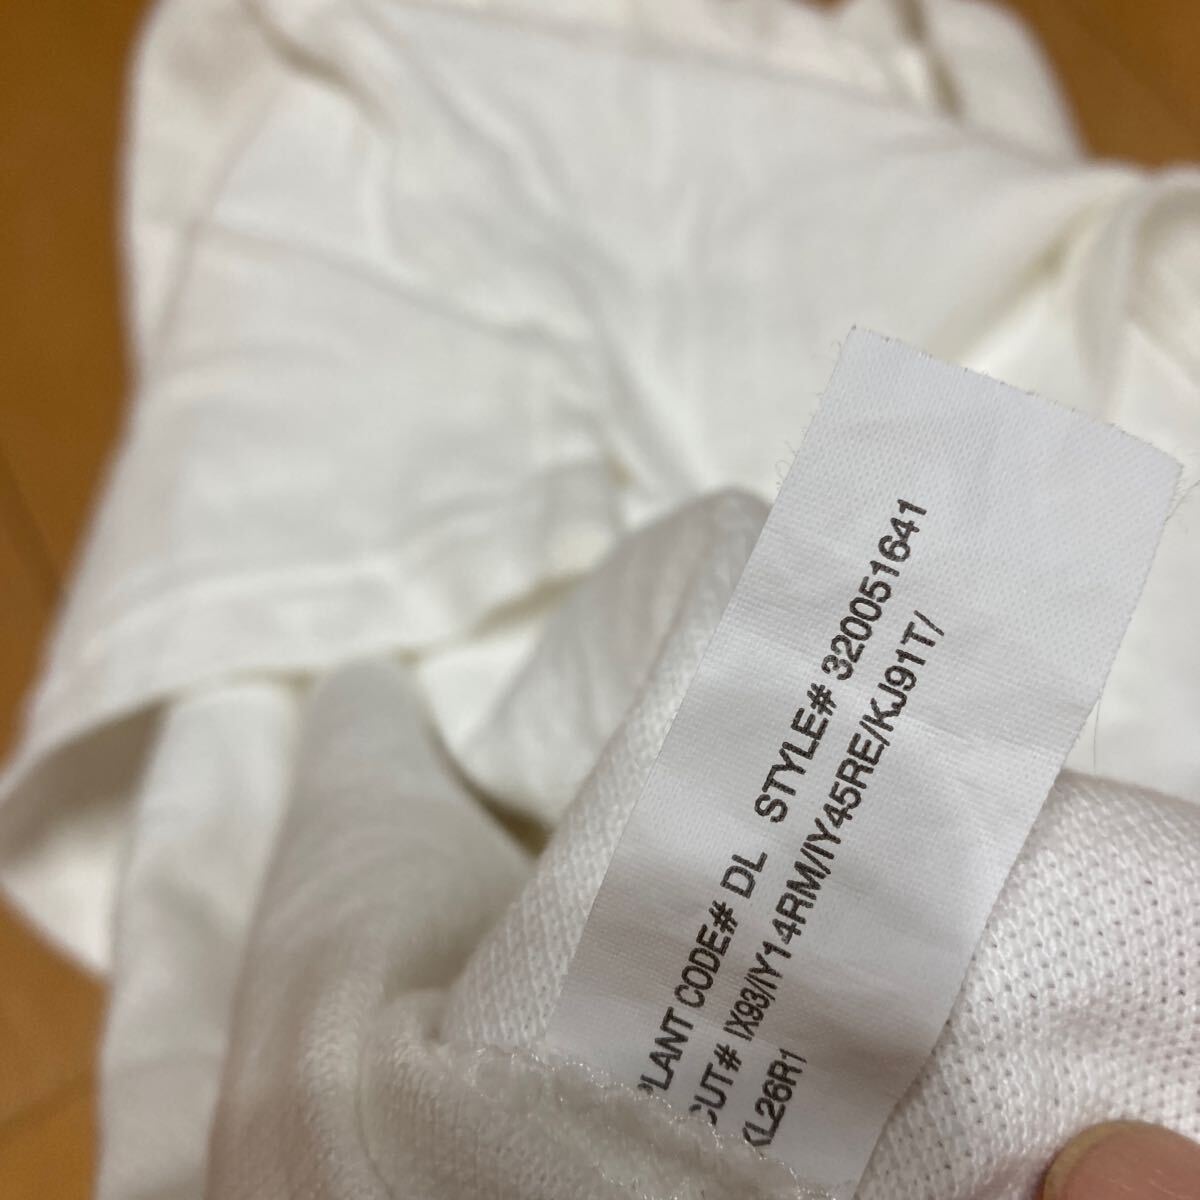 PLANT CODE# DL STYLE# 320051641
CUT# IX93/IY14RM/IY45RE/KJ91T/
KL26R1